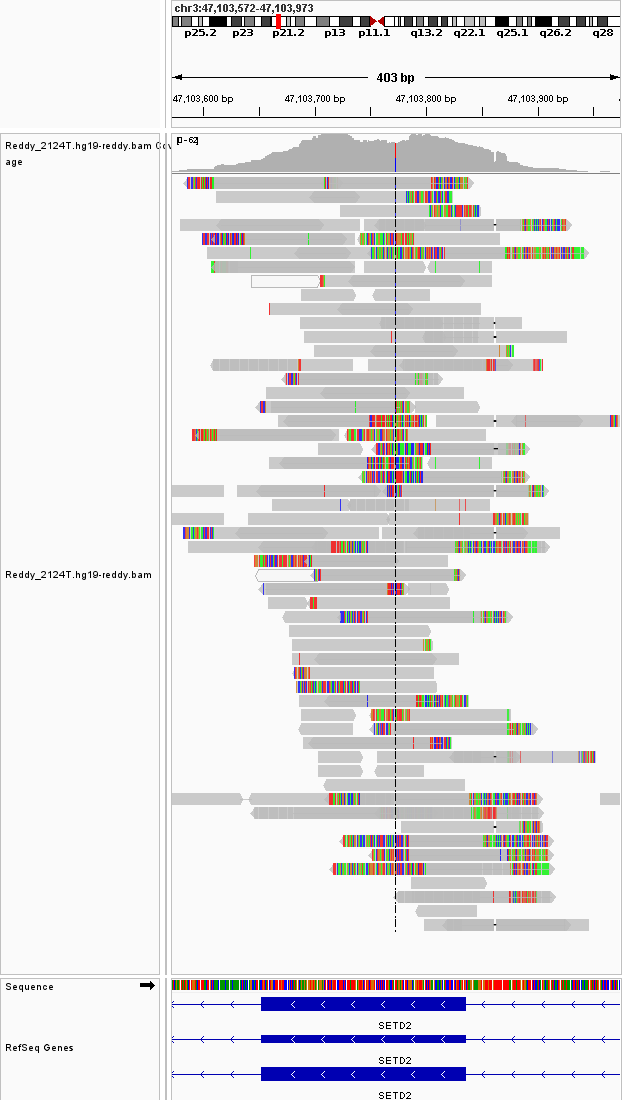 chr3:47,103,572-47,103,973
p25.2 p23 p21.2 p13 p11.1 q13.2 q22.1 q25.1 q26.2 q28
403 bp
47,103,600 bp 47,103,700 bp 47,103,800 bp 47,103,900 bp
[0-62]
Reddy_2124T.hg19-reddy.bam Cov
age
Reddy_2124T.hg19-reddy.bam
Sequence
SETD2
RefSeq Genes
SETD2
SETD2